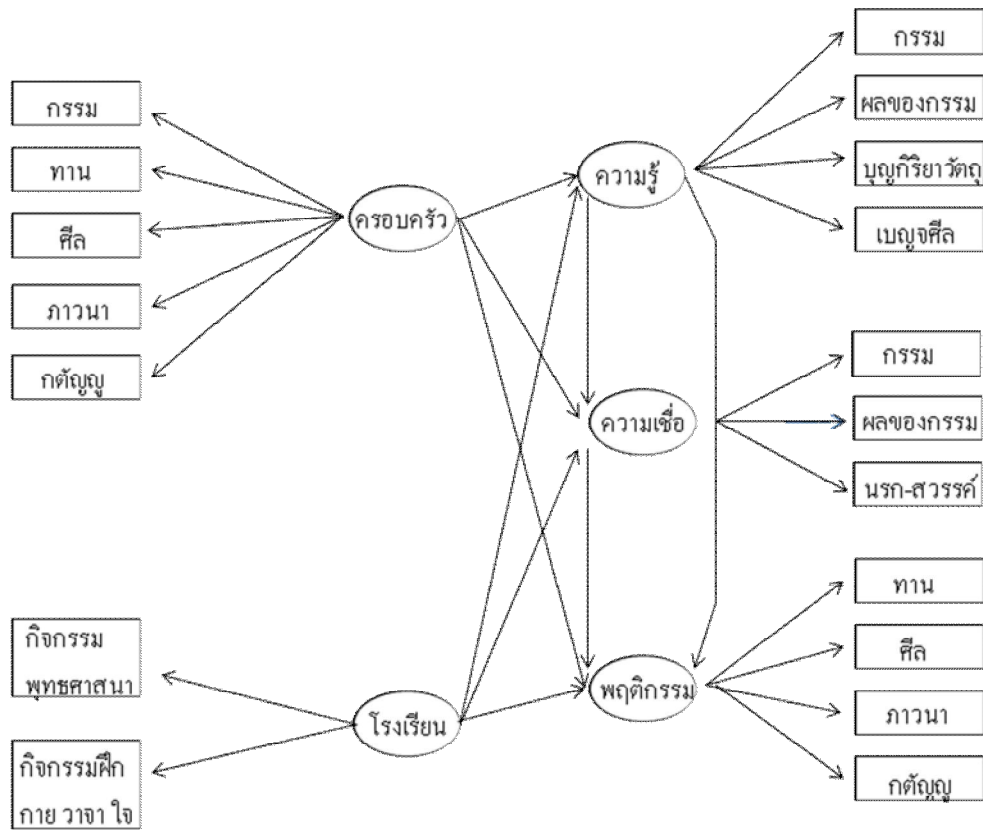 กรรม
ทาน
ศีล
ภาวนา
กตัญญู
กิจกรรม
พุทธศาสนา
กิจกรรมฝึก
กาย วาจา ใจ
ครอบครัว
โรงเรียน
ความรู้
ความเชื่อ
พฤติกรรม
กรรม
ผลของกรรม
บุญกิริยาวัตถุ
เบญจศีล
กรรม
ผลของกรรม
นรก-สวรรค์
ทาน
ศีล
ภาวนา
กตัญญู